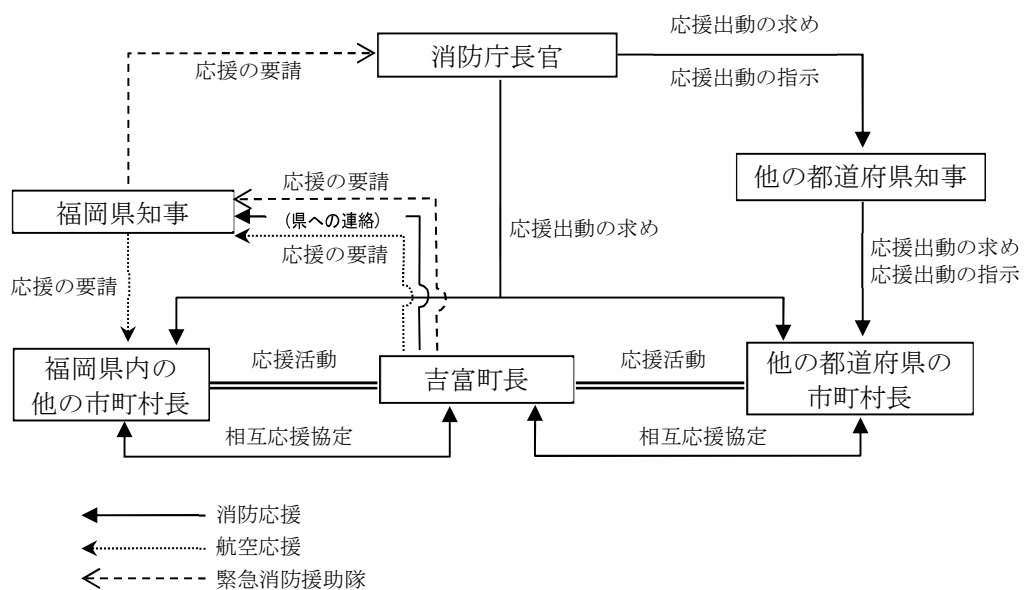 応援出動の求め
消防庁長官
応援の要請
応援出動の指示
他の都道府県知事
応援の要請
福岡県知事
(県への連絡)
応援出動の求め
応援の要請
応援出動の求め
応援出動の指示
応援の要請
福岡県内の
他の市町村長
応援活動
吉富町長
応援活動
他の都道府県の
市町村長
相互応援協定
相互応援協定
消防応援
航空応援
緊急消防援助隊